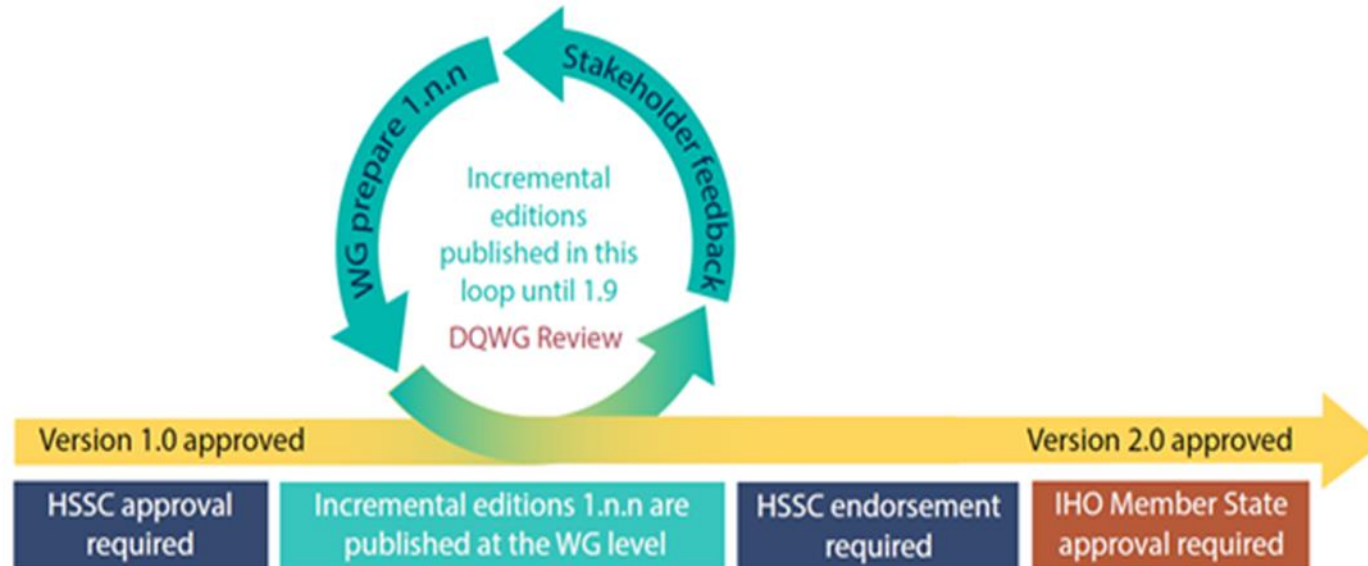 WG prepare 1.n.n
Stakeholder feedback
Incremental
editions
published in this
loop until 1.9
DQWG Review
Version 1.0 approved
Version 2.0 approved
HSSC approval
required
Incremental editions 1.n.n are
published at the WG level
HSSC endorsement
required
IHO Member State
approval required